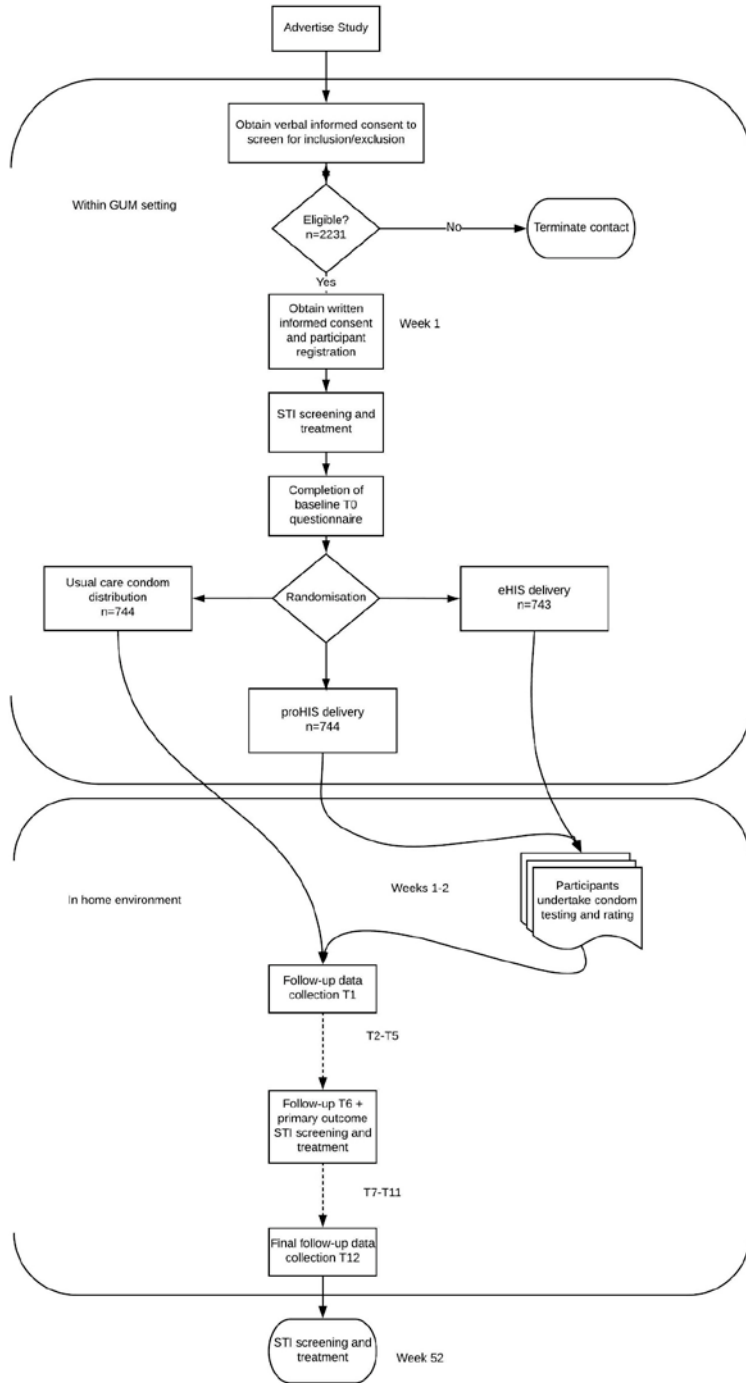 Advertise Study
Obtain verbal informed consent to
screen for inclusion/exclusion
Within GUM setting
Eligible?
n=2231
No
Terminate contact
Yes
Obtain written
informed consent
and participant
registration
Week 1
STI screening and
treatment
Completion of
baseline T0
questionnaire
Usual care condom
distribution
n=744
Randomisation
eHIS delivery
n=743
proHIS delivery
n=744
Weeks 1-2
In home environment
Participants
undertake condom
testing and rating
Follow-up data
collection T1
T2-T5
Follow-up T6 +
primary outcome
STI screening and
treatment
T7-T11
Final follow-up data
collection T12
STI screening and
treatment
Week 52